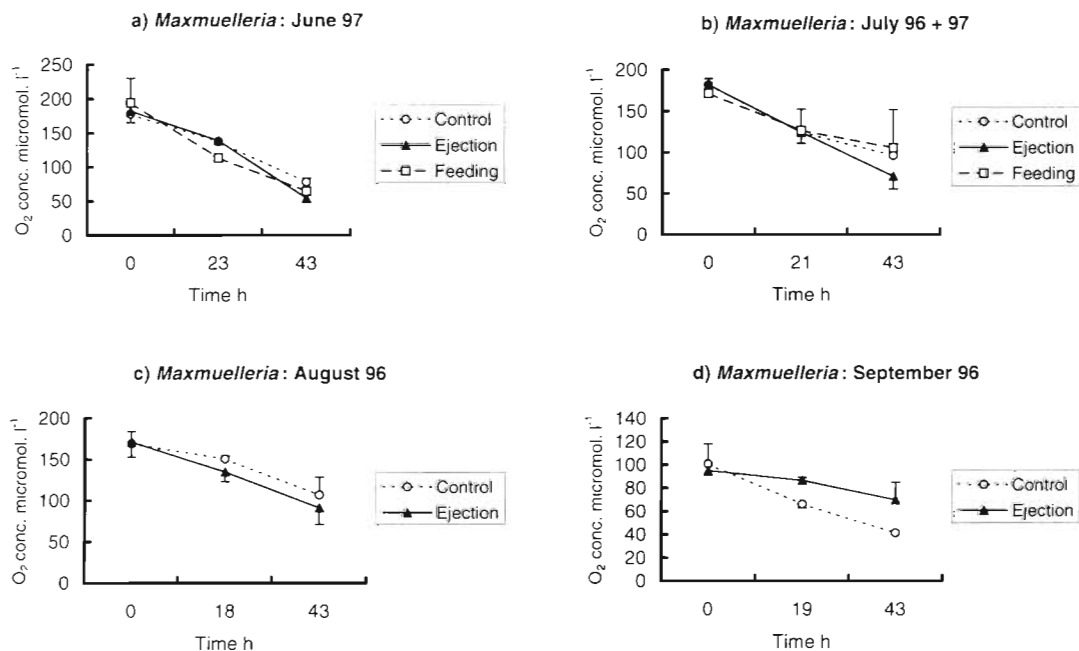 a) Maxmuelleria: June 97
O2 conc. micromol. l-1
250
200
150
100
50
0
0 23 43
Time h
Control
Ejection
Feeding
b) Maxmuelleria: July 96 + 97
O2 conc. micromol. l-1
200
150
100
50
0
0 21 43
Time h
Control
Ejection
Feeding
c) Maxmuelleria: August 96
O2 conc. micromol. l-1
200
150
100
50
0
0 18 43
Time h
Control
Ejection
d) Maxmuelleria: September 96
O2 conc. micromol. l-1
140
120
100
80
60
40
20
0
0 19 43
Time h
Control
Ejection